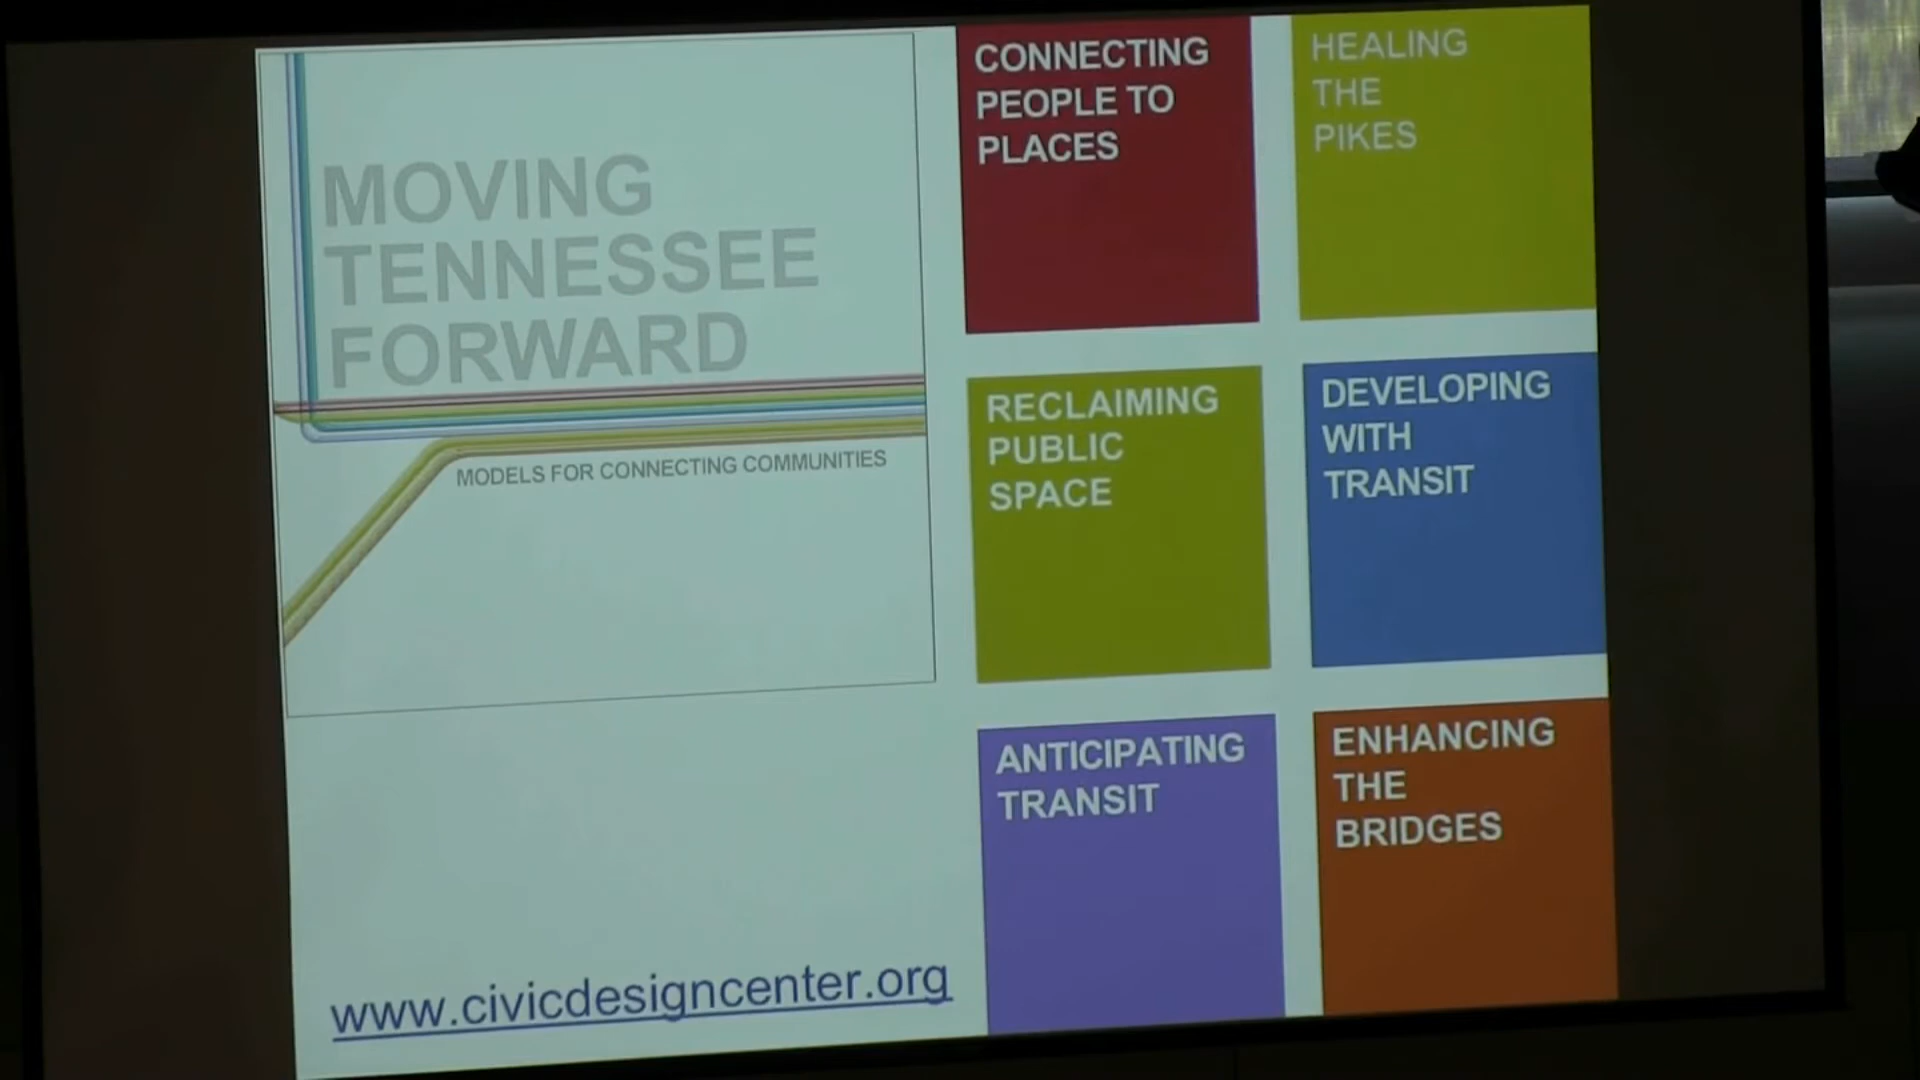 MOVING
TENNESSEE
FORWARD
MODELS FOR CONNECTING COMMUNITIES
www.civicdesigncenter.org
CONNECTING
PEOPLE TO
PLACES
HEALING
THE
PIKES
RECLAIMING
PUBLIC
SPACE
DEVELOPING
WITH
TRANSIT
ANTICIPATING
TRANSIT
ENHANCING
THE
BRIDGES